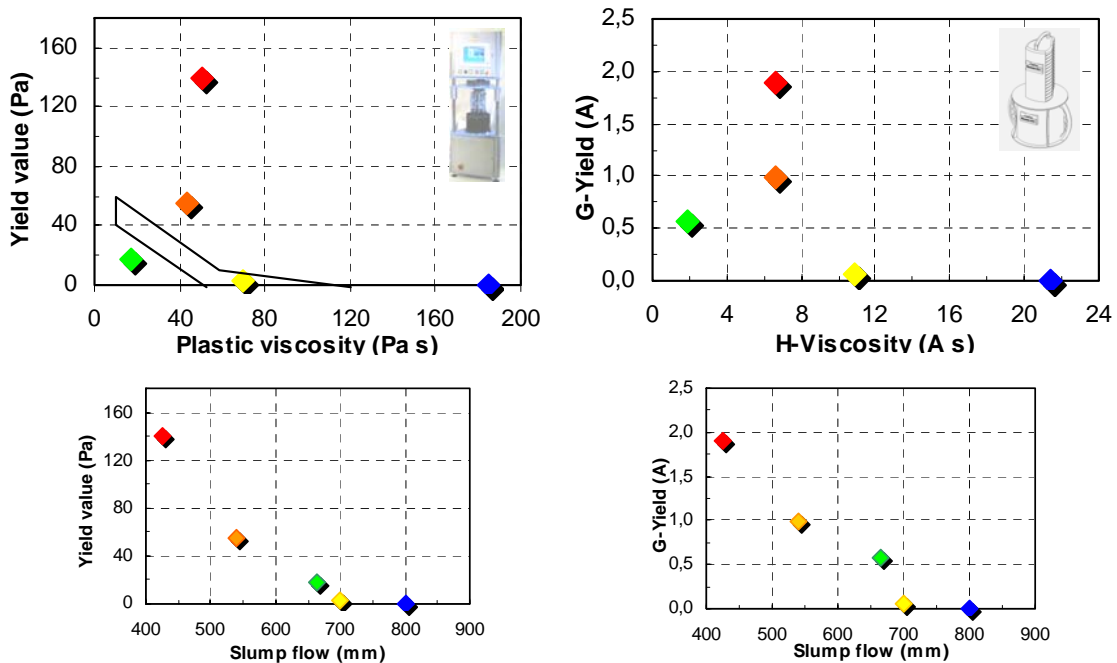 Yield value (Pa)
160
120
80
40
0
0 40 80 120 160 200
Plastic viscosity (Pa s)
G-Yield (A)
2,5
2,0
1,5
1,0
0,5
0,0
0 4 8 12 16 20 24
H-Viscosity (A s)
Yield value (Pa)
160
120
80
40
0
400 500 600 700 800 900
Slump flow (mm)
G-Yield (A)
2,5
2,0
1,5
1,0
0,5
0,0
400 500 600 700 800 900
Slump flow (mm)